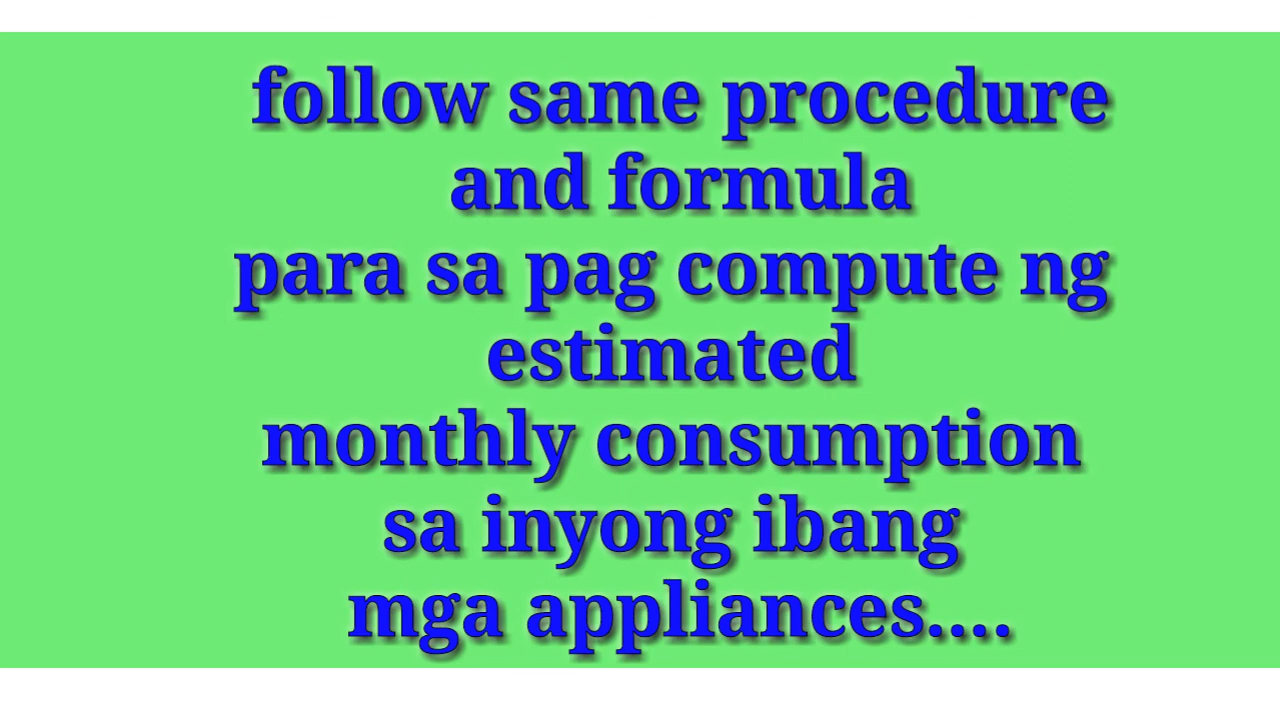 follow same procedure
and formula
para sa pag compute ng
estimated
monthly consumption
sa inyong ibang
mga appliances....